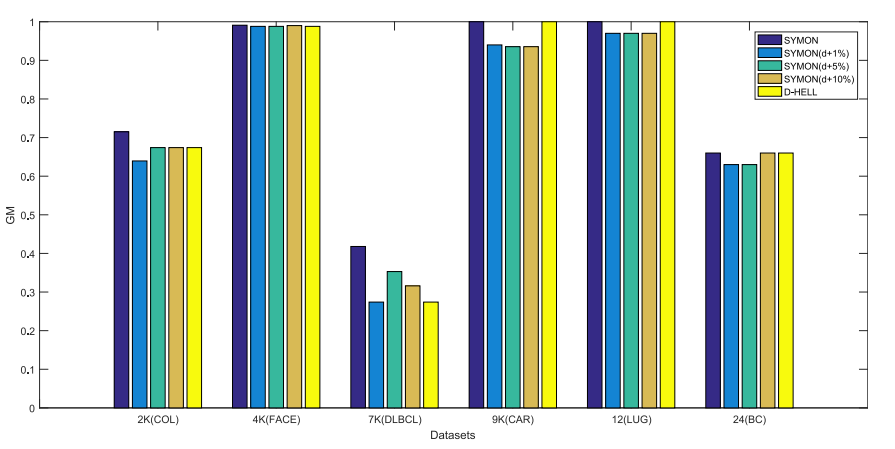 1
0.9
0.8
0.7
0.6
0.5
0.4
0.3
0.2
0.1
0
GM
2K(COL) 4K(FACE) 7K(DLBCL) 9K(CAR) 12(LUG) 24(BC)
Datasets
SYMON
SYMON(d+1%)
SYMON(d+5%)
SYMON(d+10%)
D-HELL